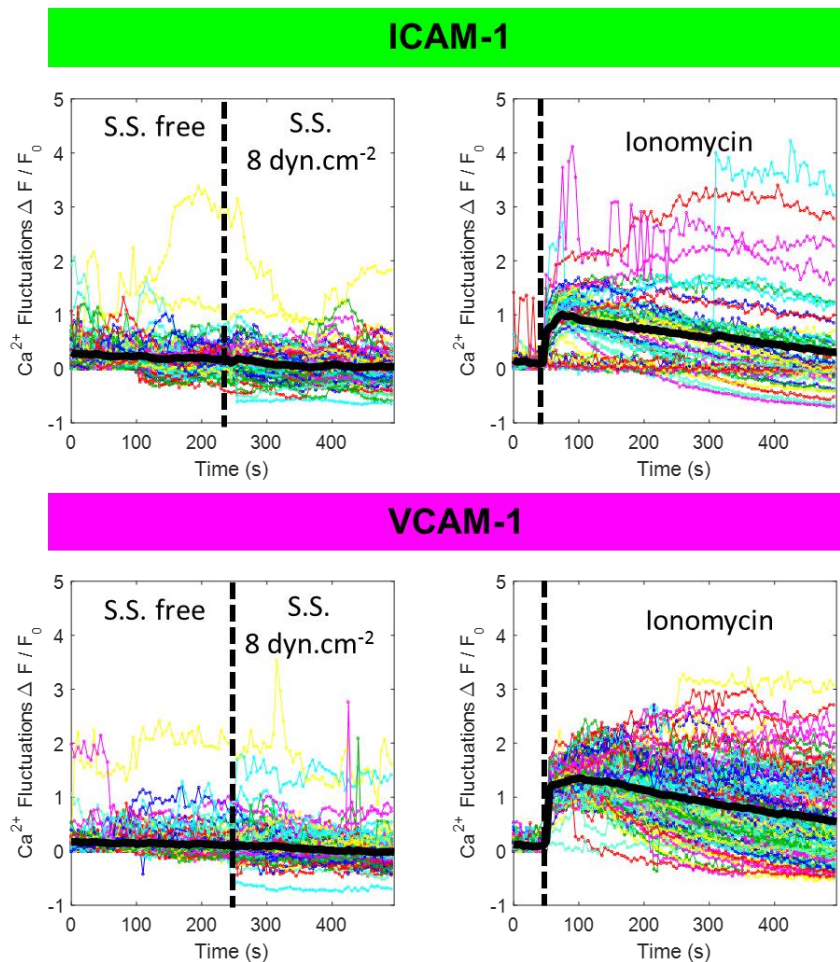 ICAM-1
Ca²⁺ Fluctuations Δ F / F₀
5
4
3
2
1
0
-1
S.S. free
S.S.
8 dyn.cm⁻²
0 100 200 300 400
Time (s)
Ca²⁺ Fluctuations Δ F / F₀
5
4
3
2
1
0
-1
Ionomycin
0 100 200 300 400
Time (s)
VCAM-1
Ca²⁺ Fluctuations Δ F / F₀
5
4
3
2
1
0
-1
S.S. free
S.S.
8 dyn.cm⁻²
0 100 200 300 400
Time (s)
Ca²⁺ Fluctuations Δ F / F₀
5
4
3
2
1
0
-1
Ionomycin
0 100 200 300 400
Time (s)